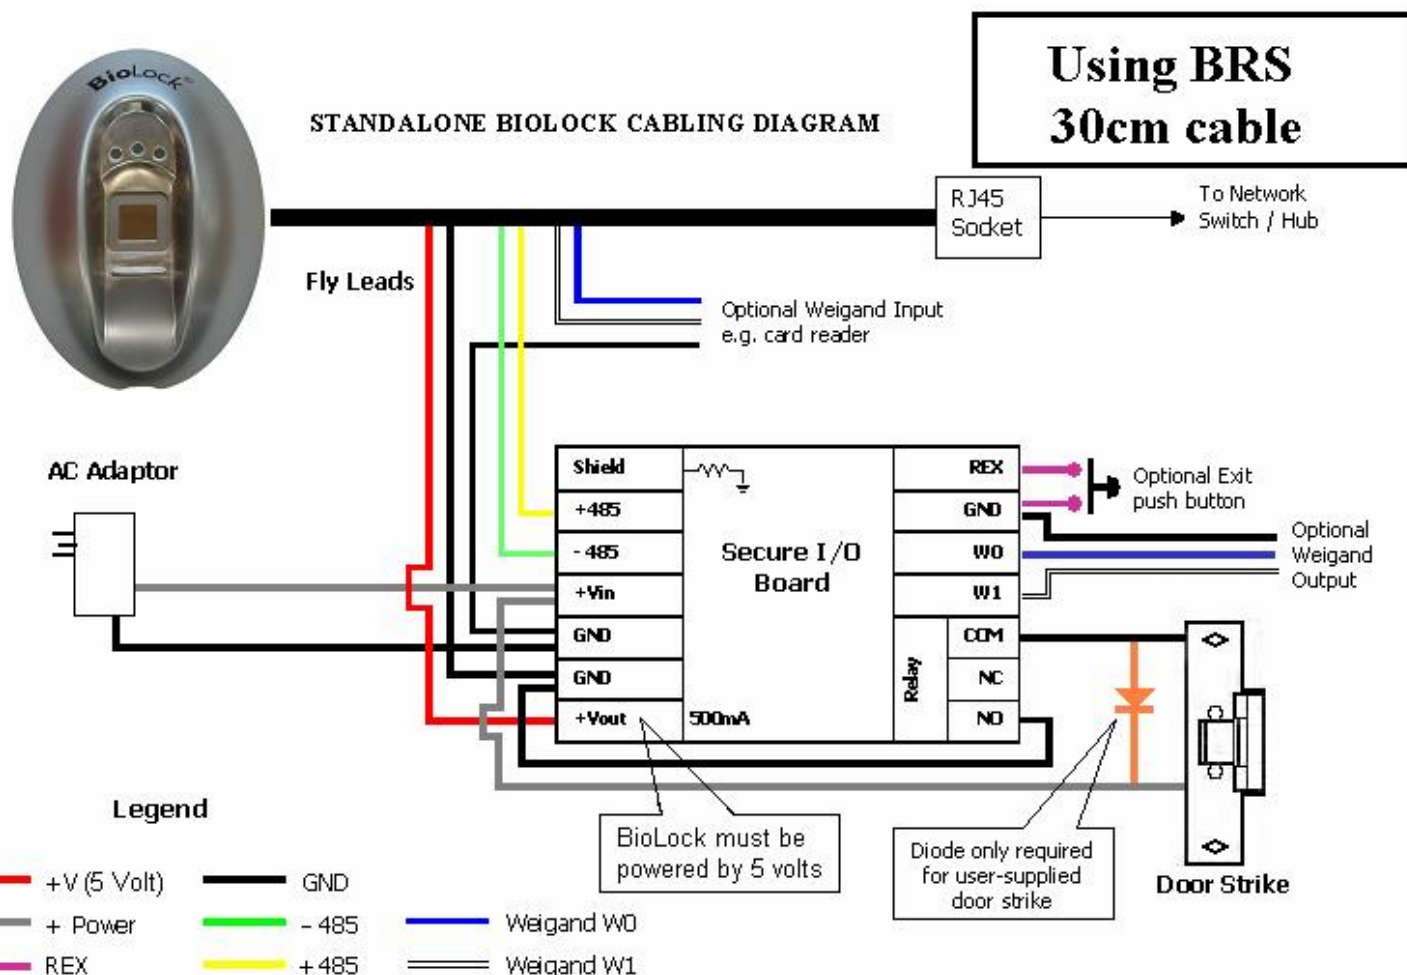 Using BRS
30cm cable
BioLock
STANDALONE BIOLOCK CABLING DIAGRAM
RJ45
Socket
To Network
Switch / Hub
Fly Leads
Optional Weigand Input
e.g. card reader
AC Adaptor
Shield
+485
- 485
+Vin
GND
GND
+Vout
500mA
Secure I/O
Board
REX
GND
W0
W1
Relay
COM
NC
NO
Optional Exit
push button
Optional
Weigand
Output
BioLock must be
powered by 5 volts
Diode only required
for user-supplied
door strike
Door Strike
Legend
+V (5 Volt)
GND
+ Power
- 485
Weigand W0
REX
+485
Weigand W1